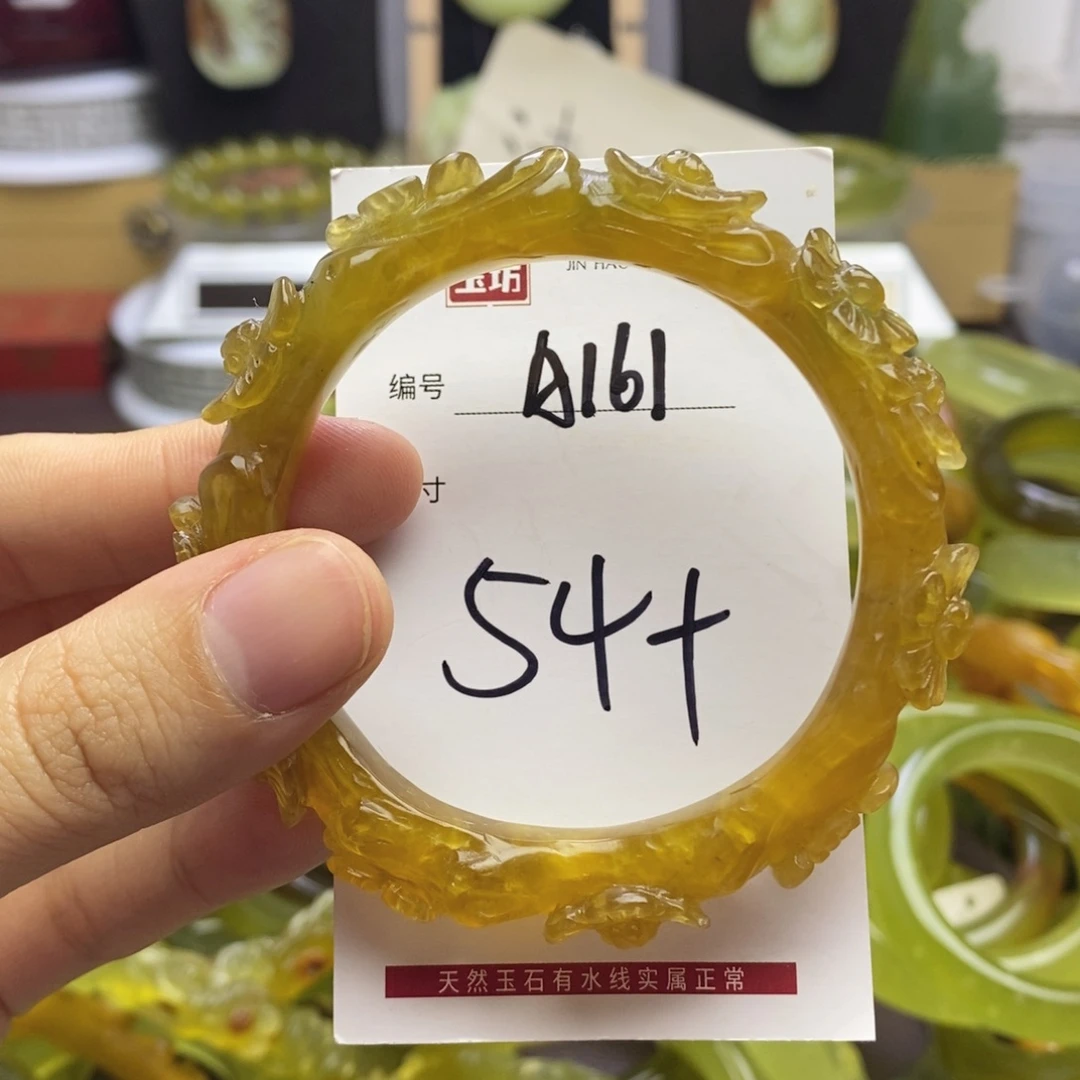 玉坊
JIN HAO
编号 A161
寸
54+
天然玉石有水线实属正常